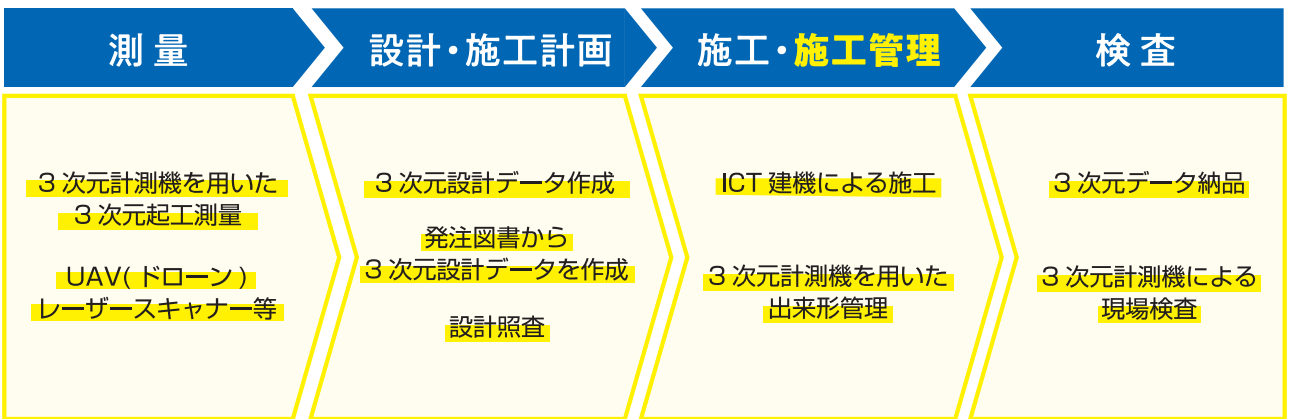 測量
設計・施工計画
施工・施工管理
検査
3次元計測機を用いた
3次元起工測量
UAV(ドローン)
レーザースキャナー等
3次元設計データ作成
発注図書から
3次元設計データを作成
設計照査
ICT建機による施工
3次元計測機を用いた
出来形管理
3次元データ納品
3次元計測機による
現場検査